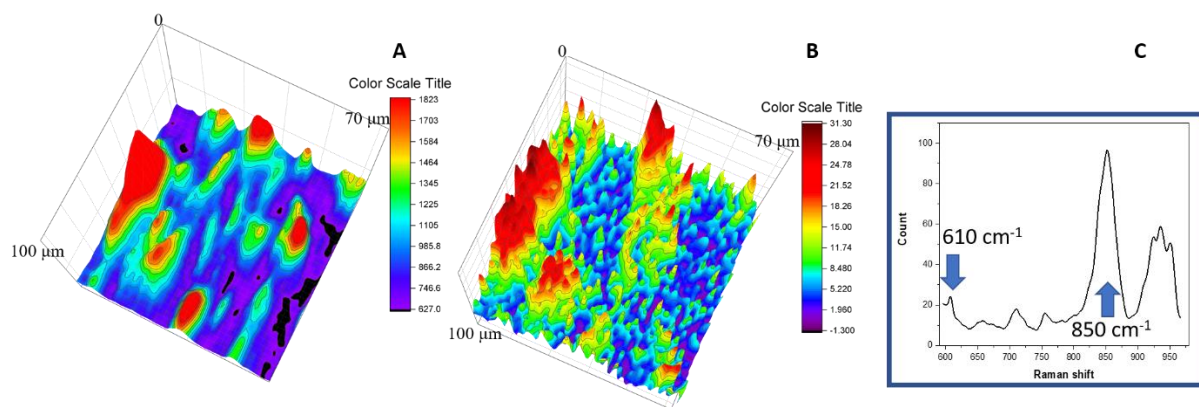 0
A
Color Scale Title
70 μm
1823
1704
1584
1464
1345
1225
1105
985.8
866.2
746.6
627.0
100 μm
0
B
Color Scale Title
70 μm
31.30
28.04
24.78
21.52
18.26
15.00
11.74
8.480
5.220
1.960
-1.300
100 μm
C
100
80
60
40
20
0
Count
610 cm-1
850 cm-1
600 650 700 750 800 850 900 950
Raman shift